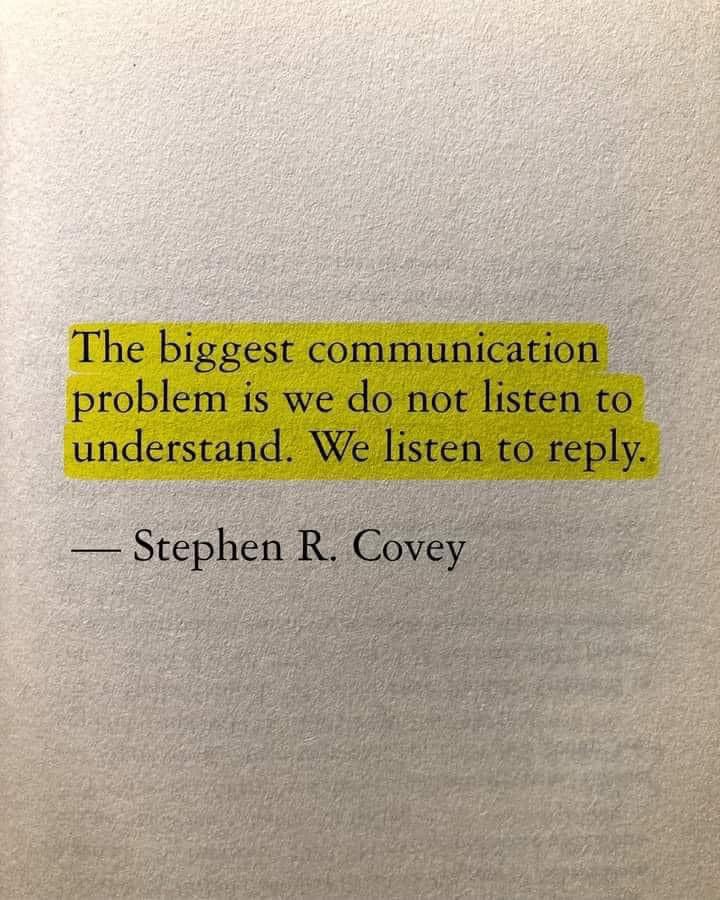 The biggest communication
problem is we do not listen to
understand. We listen to reply.
— Stephen R. Covey